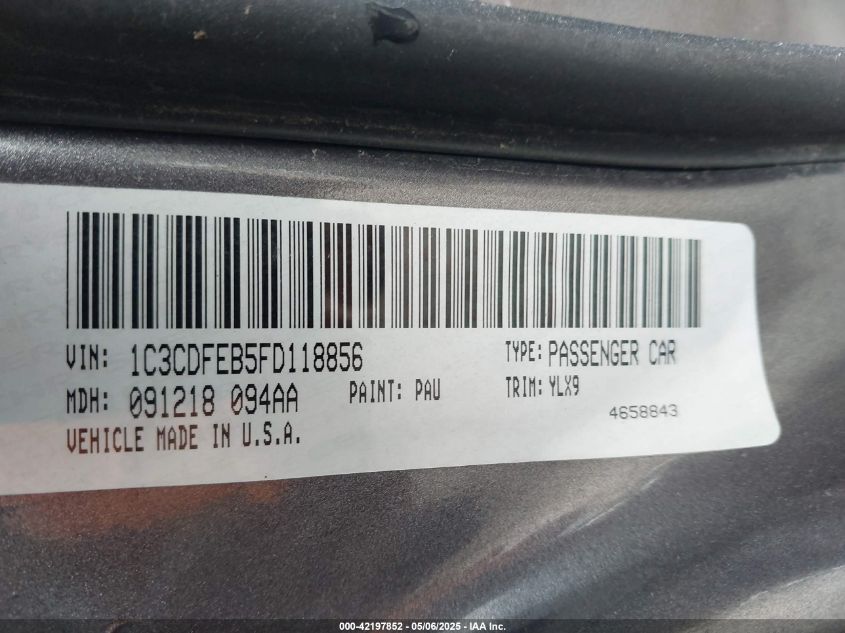 VIN: 1C3CDFEB5FD118856 TYPE: PASSENGER CAR
MDH: 091218 094AA PAINT: PAU TRIM: YLX9
VEHICLE MADE IN U.S.A. 4658843
000-42197852 - 05/06/2025 - IAA Inc.